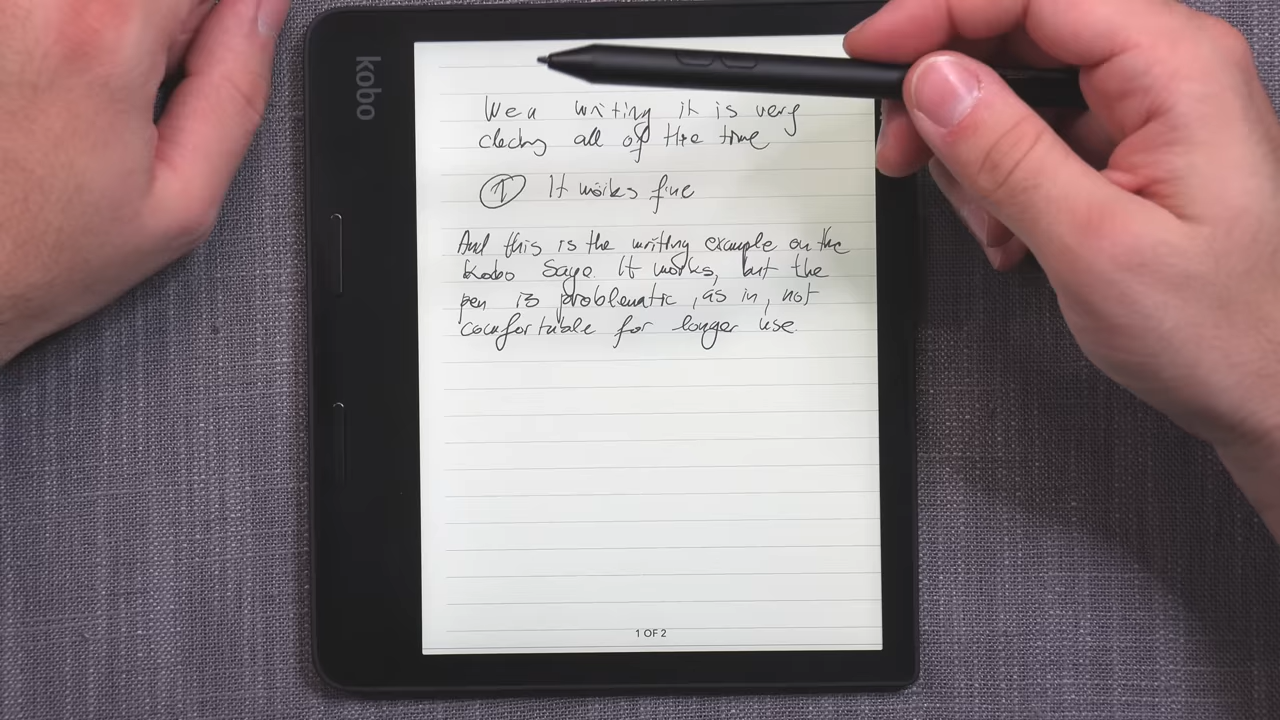 kobo
We a writing it is very
all of the time
① It works fine
And this is the writing example on the
Kobo Sage. It works, but the
pen is problematic, as in, not
comfortable for longer use.
1 OF 2